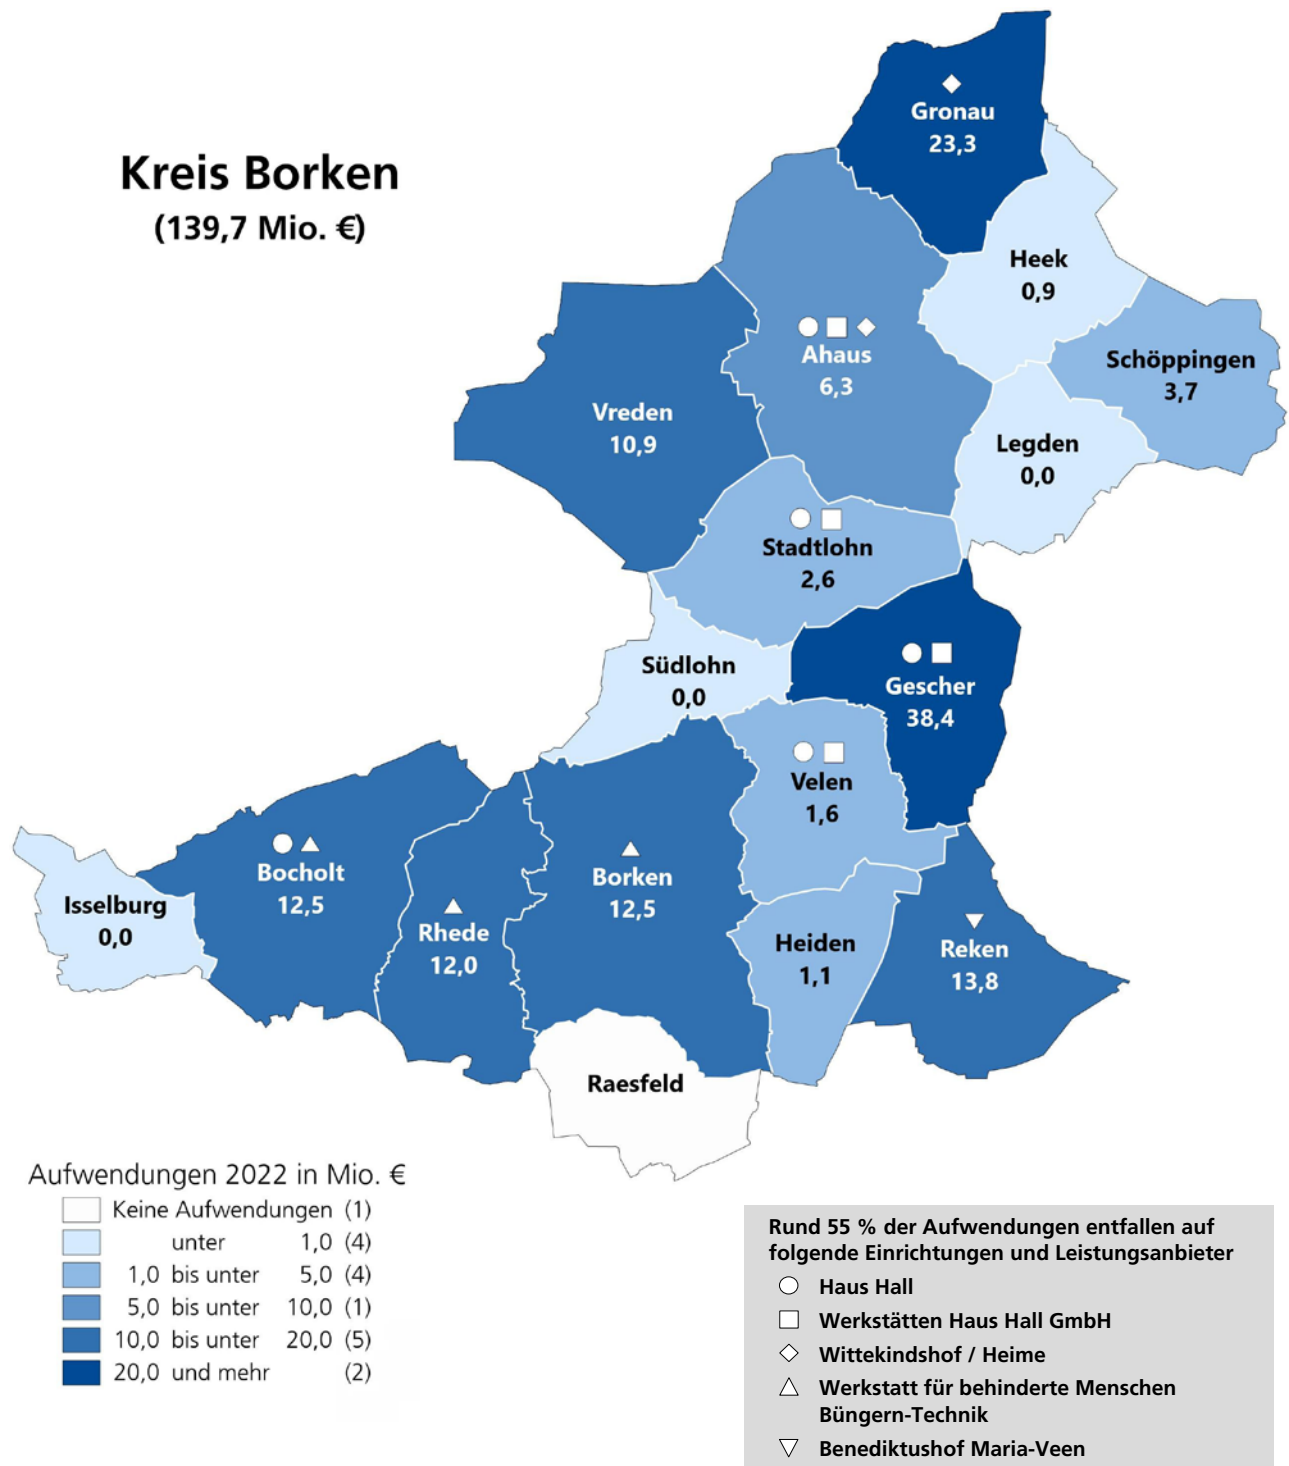 Kreis Borken
(139,7 Mio. €)
Gronau
23,3
Heek
0,9
Schöppingen
3,7
Ahaus
6,3
Vreden
10,9
Legden
0,0
Stadtlohn
2,6
Südlohn
0,0
Gescher
38,4
Velen
1,6
Bocholt
12,5
Borken
12,5
Isselburg
0,0
Rhede
12,0
Heiden
1,1
Reken
13,8
Raesfeld
Aufwendungen 2022 in Mio. €
Keine Aufwendungen (1)
unter 1,0 (4)
1,0 bis unter 5,0 (4)
5,0 bis unter 10,0 (1)
10,0 bis unter 20,0 (5)
20,0 und mehr (2)
Rund 55 % der Aufwendungen entfallen auf
folgende Einrichtungen und Leistungsanbieter
Haus Hall
Werkstätten Haus Hall GmbH
Wittekindshof / Heime
Werkstatt für behinderte Menschen
Büngern-Technik
Benediktushof Maria-Veen